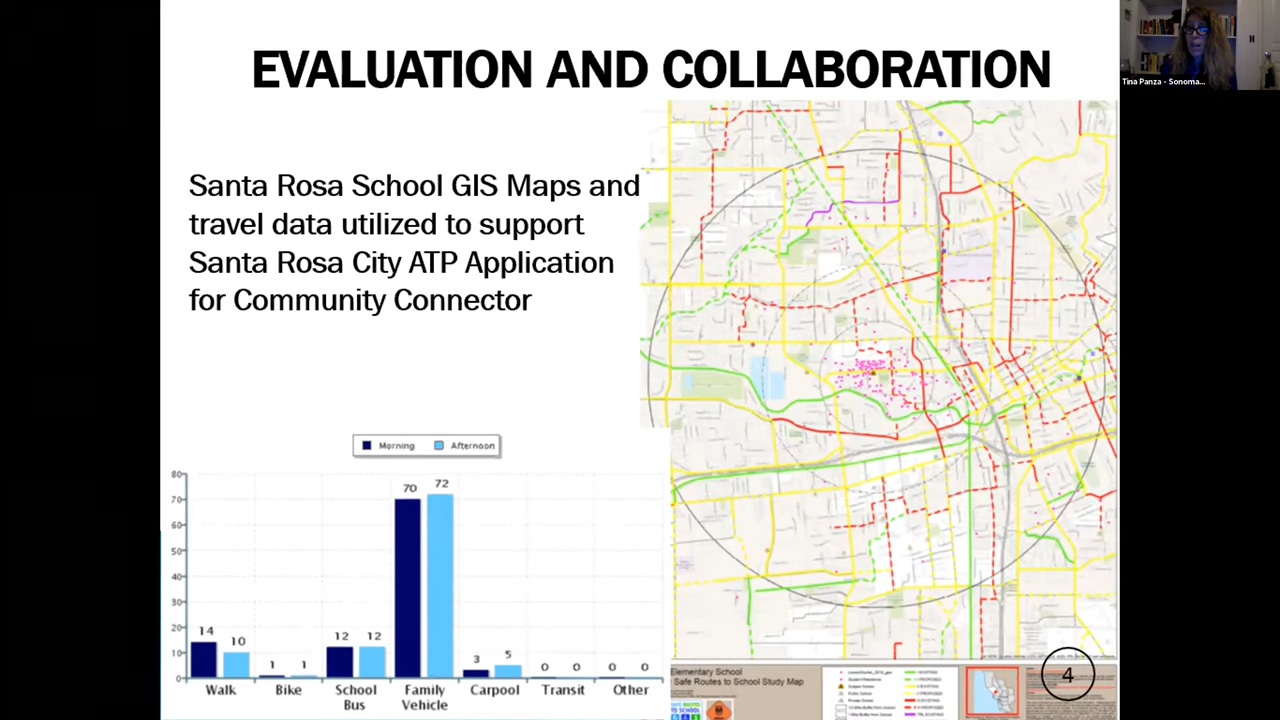 EVALUATION AND COLLABORATION
Tina Panza - Sonoma...
Santa Rosa School GIS Maps and
travel data utilized to support
Santa Rosa City ATP Application
for Community Connector
Morning Afternoon
80
70
60
50
40
30
20
10
0
14 10
1 1
12 12
70 72
3 5
0 0
0 0
Walk Bike School Bus Family Vehicle Carpool Transit Other
Elementary School
Safe Routes to School Study Map
4